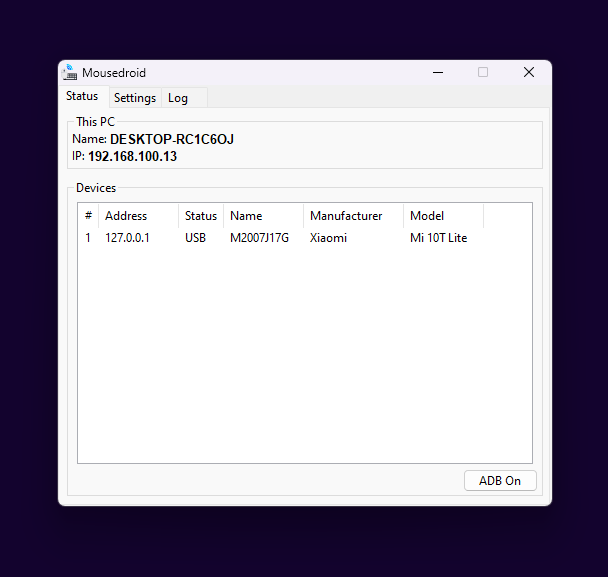 Mousedroid
Status Settings Log
This PC
Name: DESKTOP-RC1C6OJ
IP: 192.168.100.13
Devices
# Address Status Name Manufacturer Model
1 127.0.0.1 USB M2007J17G Xiaomi Mi 10T Lite
ADB On